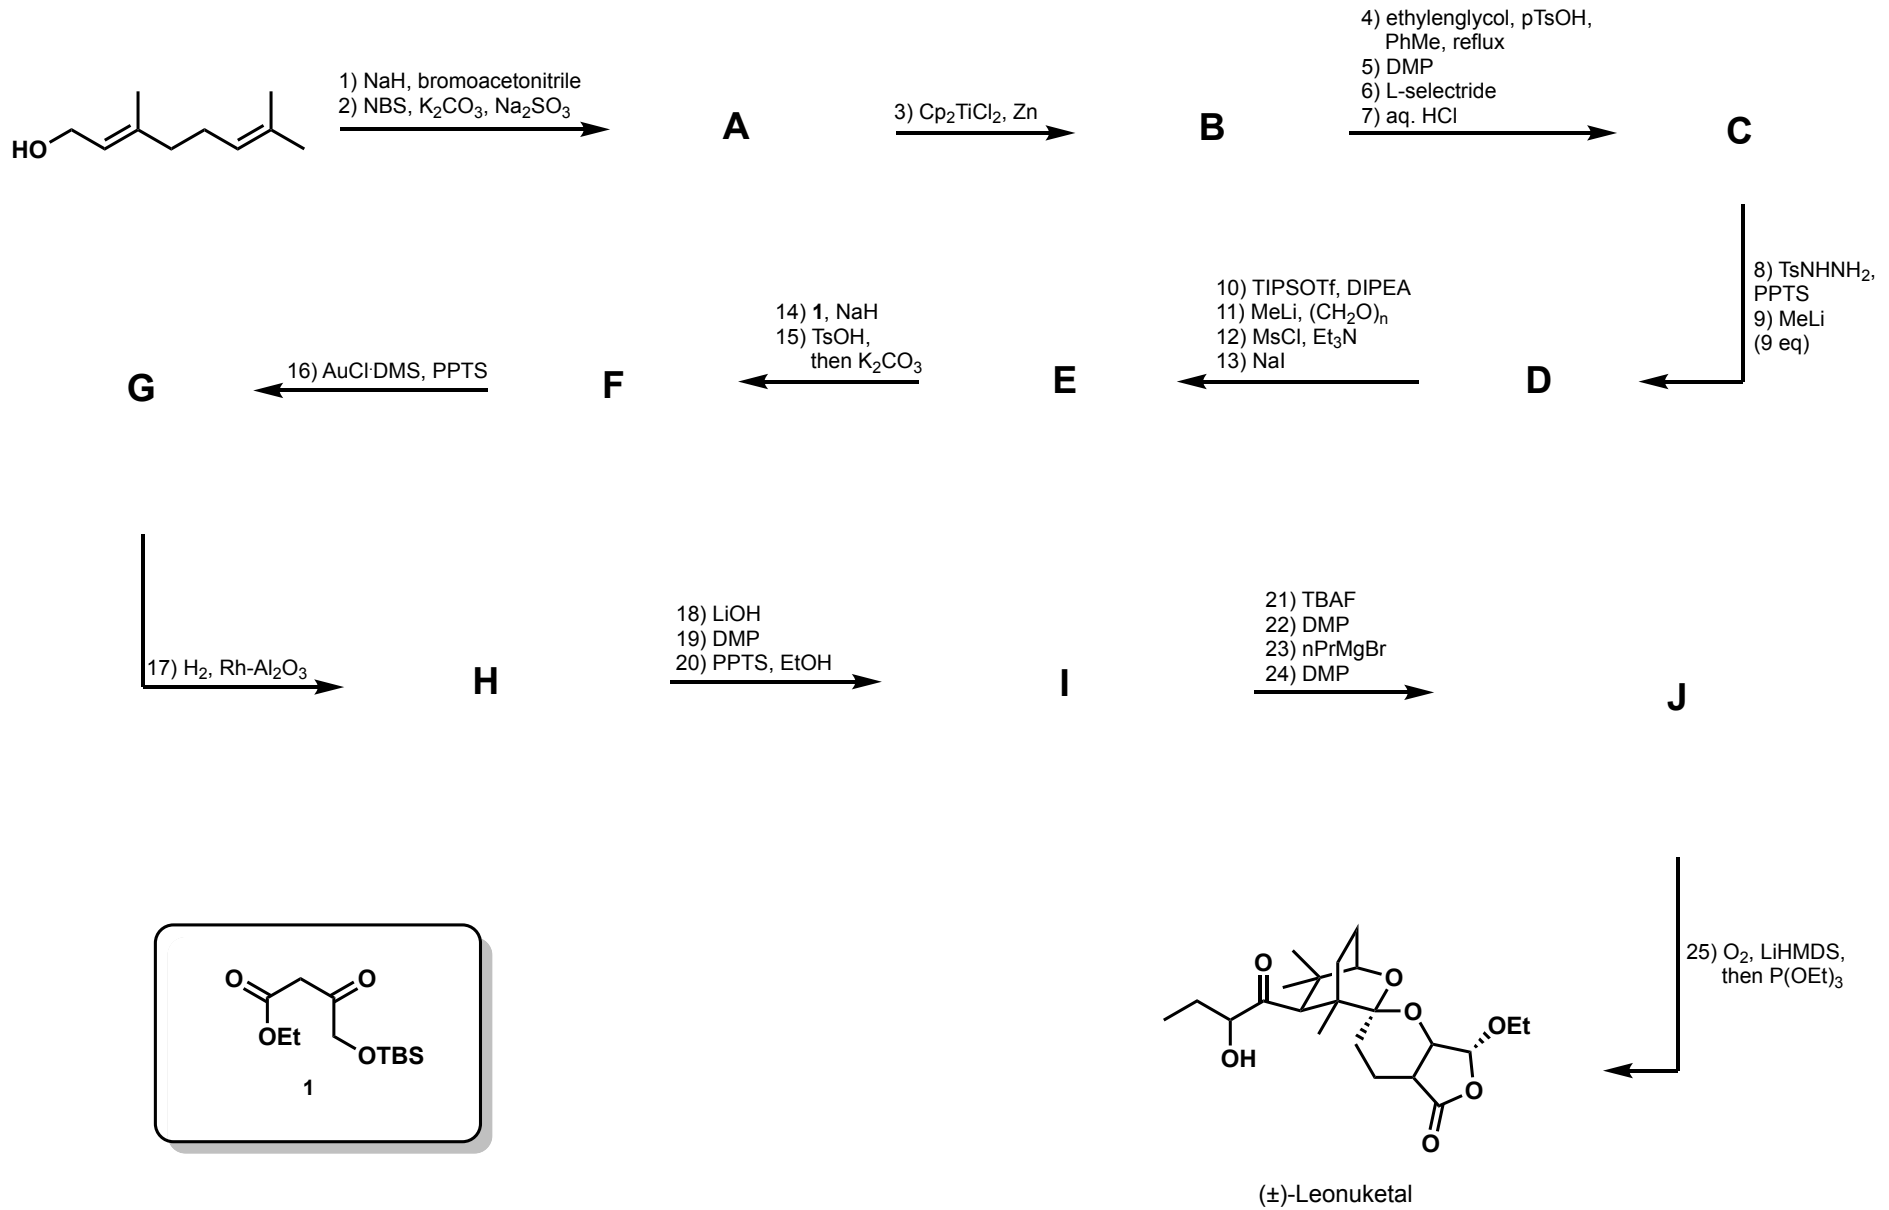 HO
1) NaH, bromoacetonitrile
2) NBS, K₂CO₃, Na₂SO₃
A
3) Cp₂TiCl₂, Zn
B
4) ethylenglycol, pTsOH,
PhMe, reflux
5) DMP
6) L-selectride
7) aq. HCl
C
8) TsNHNH₂,
PPTS
9) MeLi
(9 eq)
D
10) TIPSOTf, DIPEA
11) MeLi, (CH₂O)ₙ
12) MsCl, Et₃N
13) NaI
E
14) 1, NaH
15) TsOH,
then K₂CO₃
F
16) AuCl·DMS, PPTS
G
17) H₂, Rh-Al₂O₃
H
18) LiOH
19) DMP
20) PPTS, EtOH
I
21) TBAF
22) DMP
23) nPrMgBr
24) DMP
J
25) O₂, LiHMDS,
then P(OEt)₃
O
O
OEt
OTBS
1
O
O
O
OEt
OH
O
O
(±)-Leonuketal